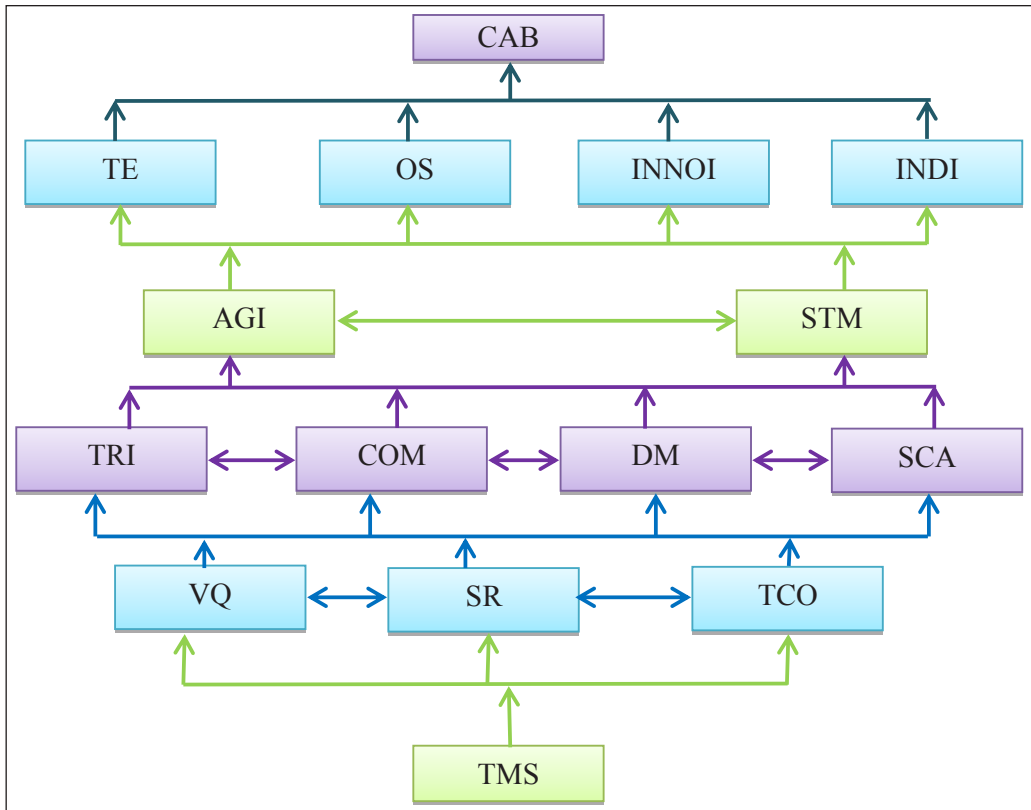 CAB
TE
OS
INNOI
INDI
AGI
STM
TRI
COM
DM
SCA
VQ
SR
TCO
TMS